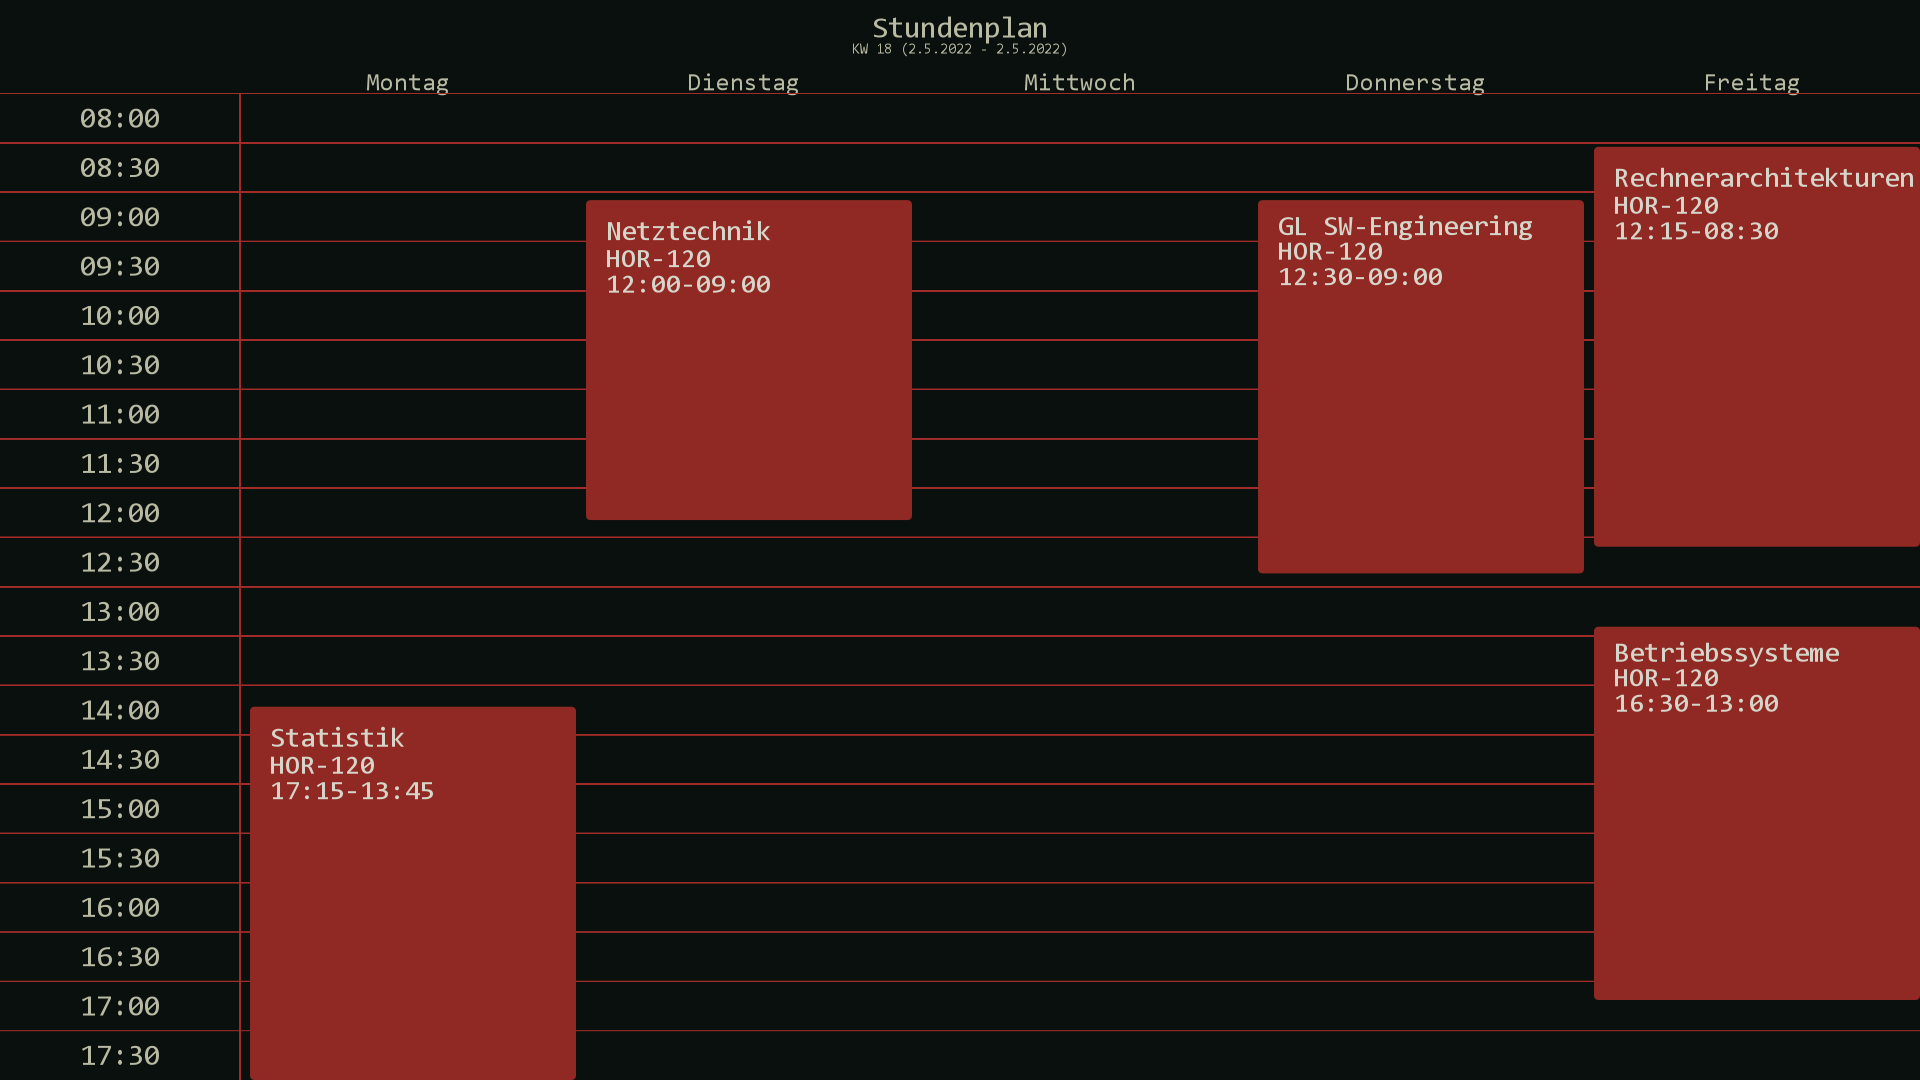 Stundenplan
KW 18 (2.5.2022 - 2.5.2022)
Montag
Dienstag
Mittwoch
Donnerstag
Freitag
08:00
08:30
09:00
09:30
10:00
10:30
11:00
11:30
12:00
12:30
13:00
13:30
14:00
14:30
15:00
15:30
16:00
16:30
17:00
17:30
Statistik
HOR-120
17:15-13:45
Netztechnik
HOR-120
12:00-09:00
GL SW-Engineering
HOR-120
12:30-09:00
Rechnerarchitekturen
HOR-120
12:15-08:30
Betriebssysteme
HOR-120
16:30-13:00